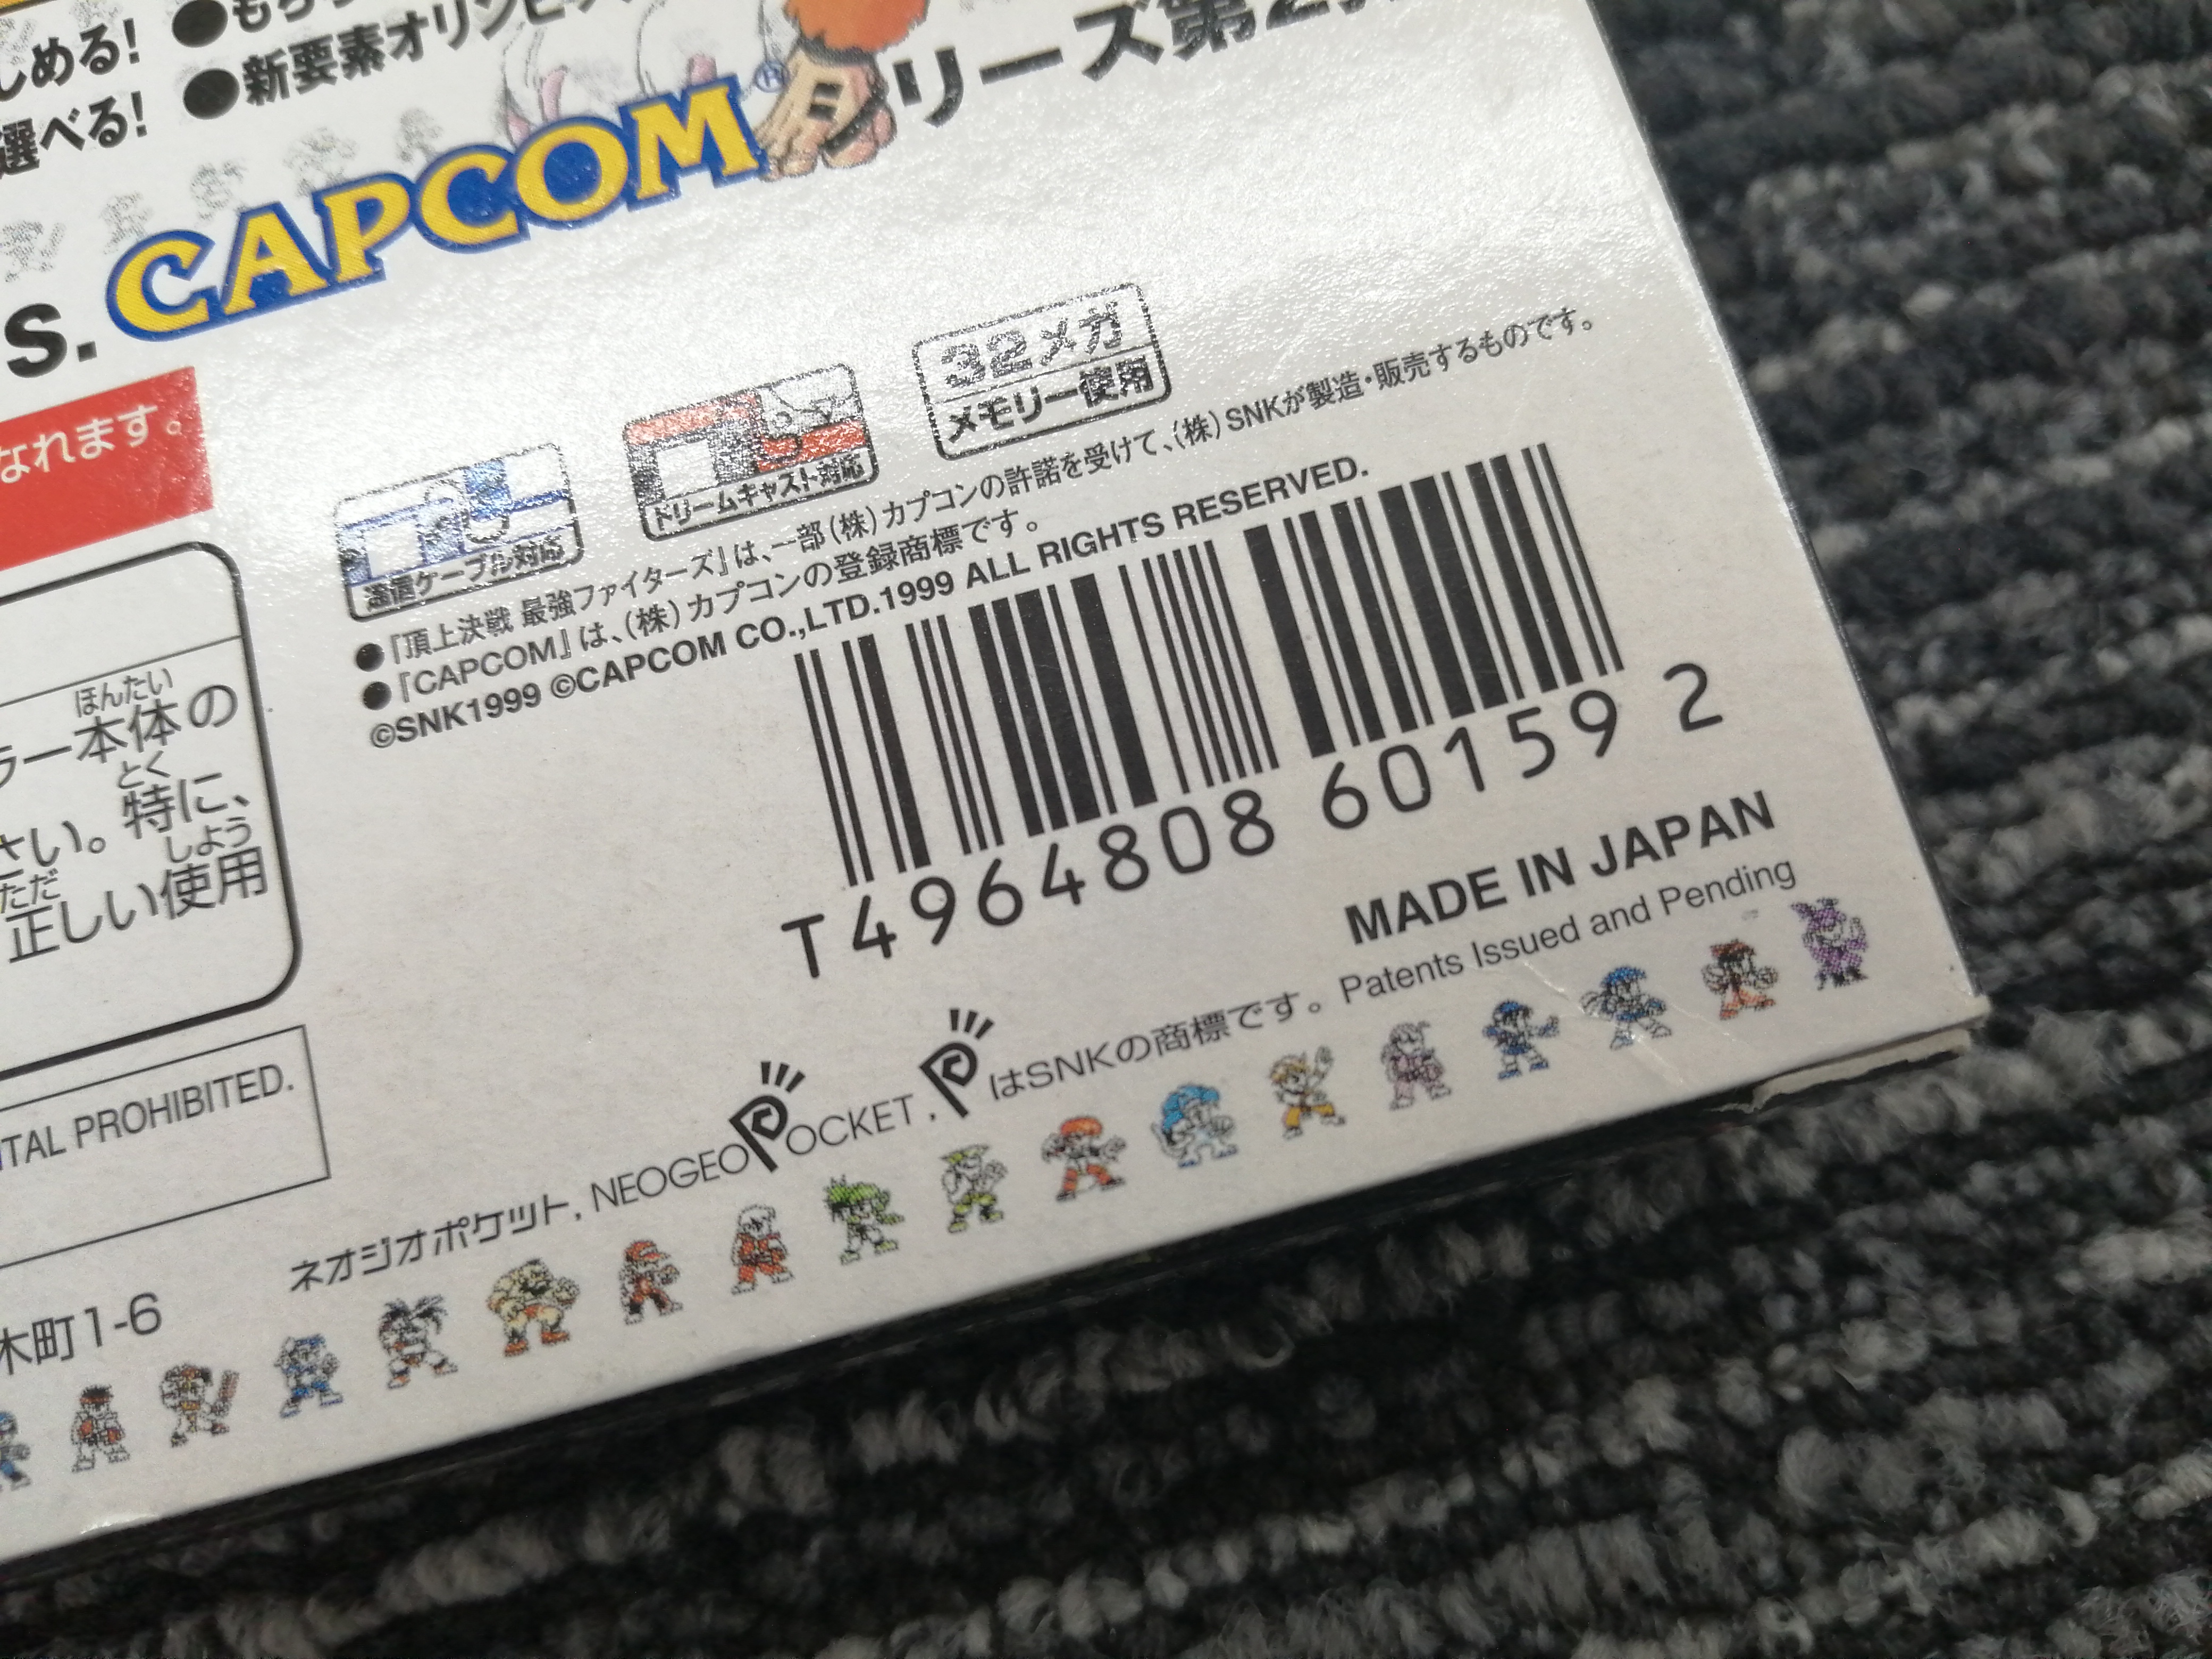 しめる!
●新要素オリンピ
選べる!
リーズ第2
S. CAPCOM®
なれます。
32メガ
メモリー使用
ドリームキャスト対応
通信ケーブル対応
●『頂上決戦 最強ファイターズ』は、一部(株)カプコンの許諾を受けて、(株)SNKが製造・販売するものです。
●『CAPCOM』は、(株)カプコンの登録商標です。
©SNK1999 ©CAPCOM CO.,LTD.1999 ALL RIGHTS RESERVED.
ほんたい
ラー本体の
とく
さい。特に、
ただ しよう
正しい使用
T4964808 60159 2
MADE IN JAPAN
Patents Issued and Pending
TAL PROHIBITED.
ネオジオポケット, NEOGEO POCKET , P はSNKの商標です。
木町1-6